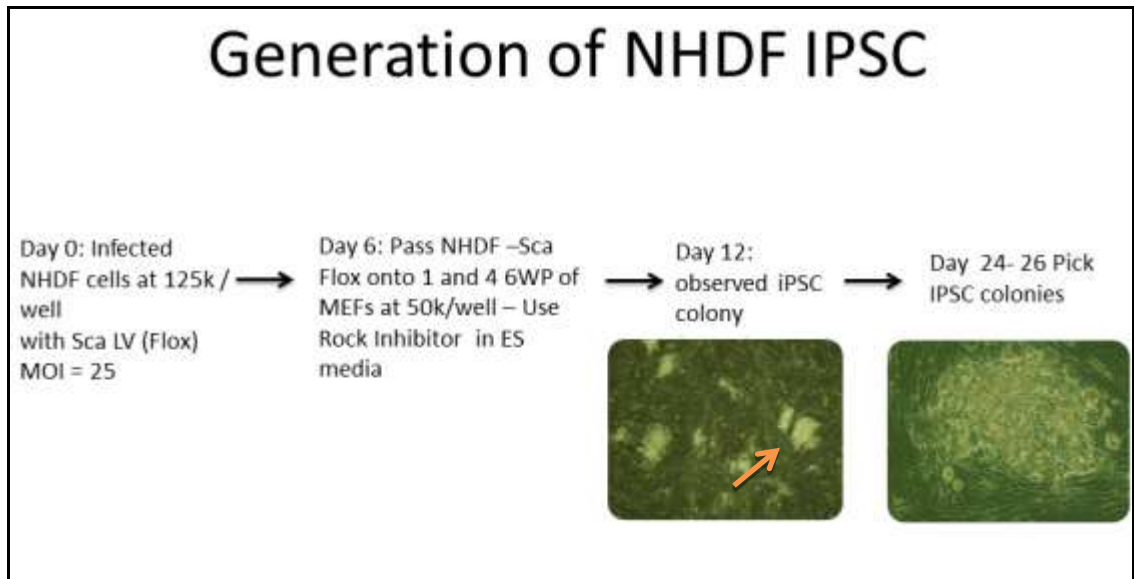 Generation of NHDF IPSC
Day 0: Infected
NHDF cells at 125k /
well
with Sca LV (Flox)
MOI = 25
Day 6: Pass NHDF –Sca
Flox onto 1 and 4 6WP of
MEFs at 50k/well – Use
Rock Inhibitor in ES
media
Day 12:
observed iPSC
colony
Day 24- 26 Pick
IPSC colonies